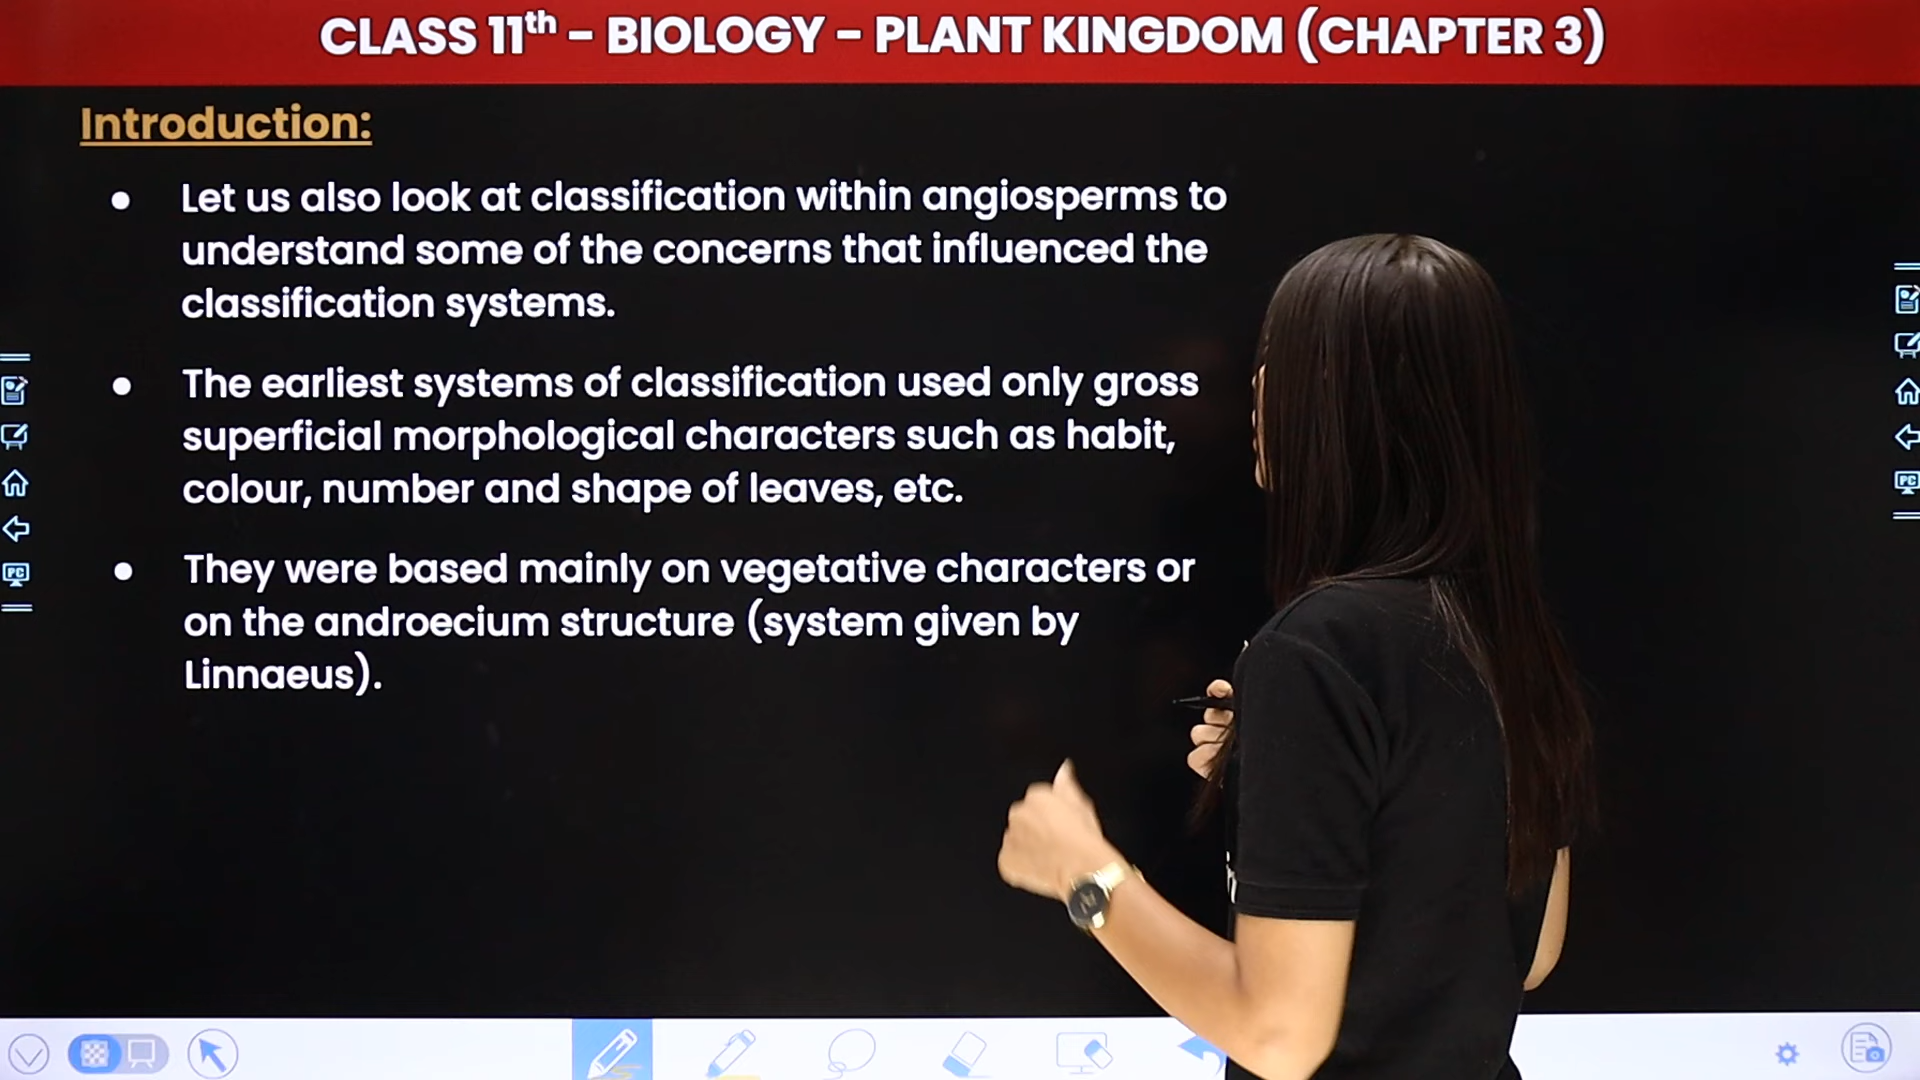 CLASS 11th - BIOLOGY - PLANT KINGDOM (CHAPTER 3)
Introduction:
● Let us also look at classification within angiosperms to
understand some of the concerns that influenced the
classification systems.
● The earliest systems of classification used only gross
superficial morphological characters such as habit,
colour, number and shape of leaves, etc.
● They were based mainly on vegetative characters or
on the androecium structure (system given by
Linnaeus).
PC
PC